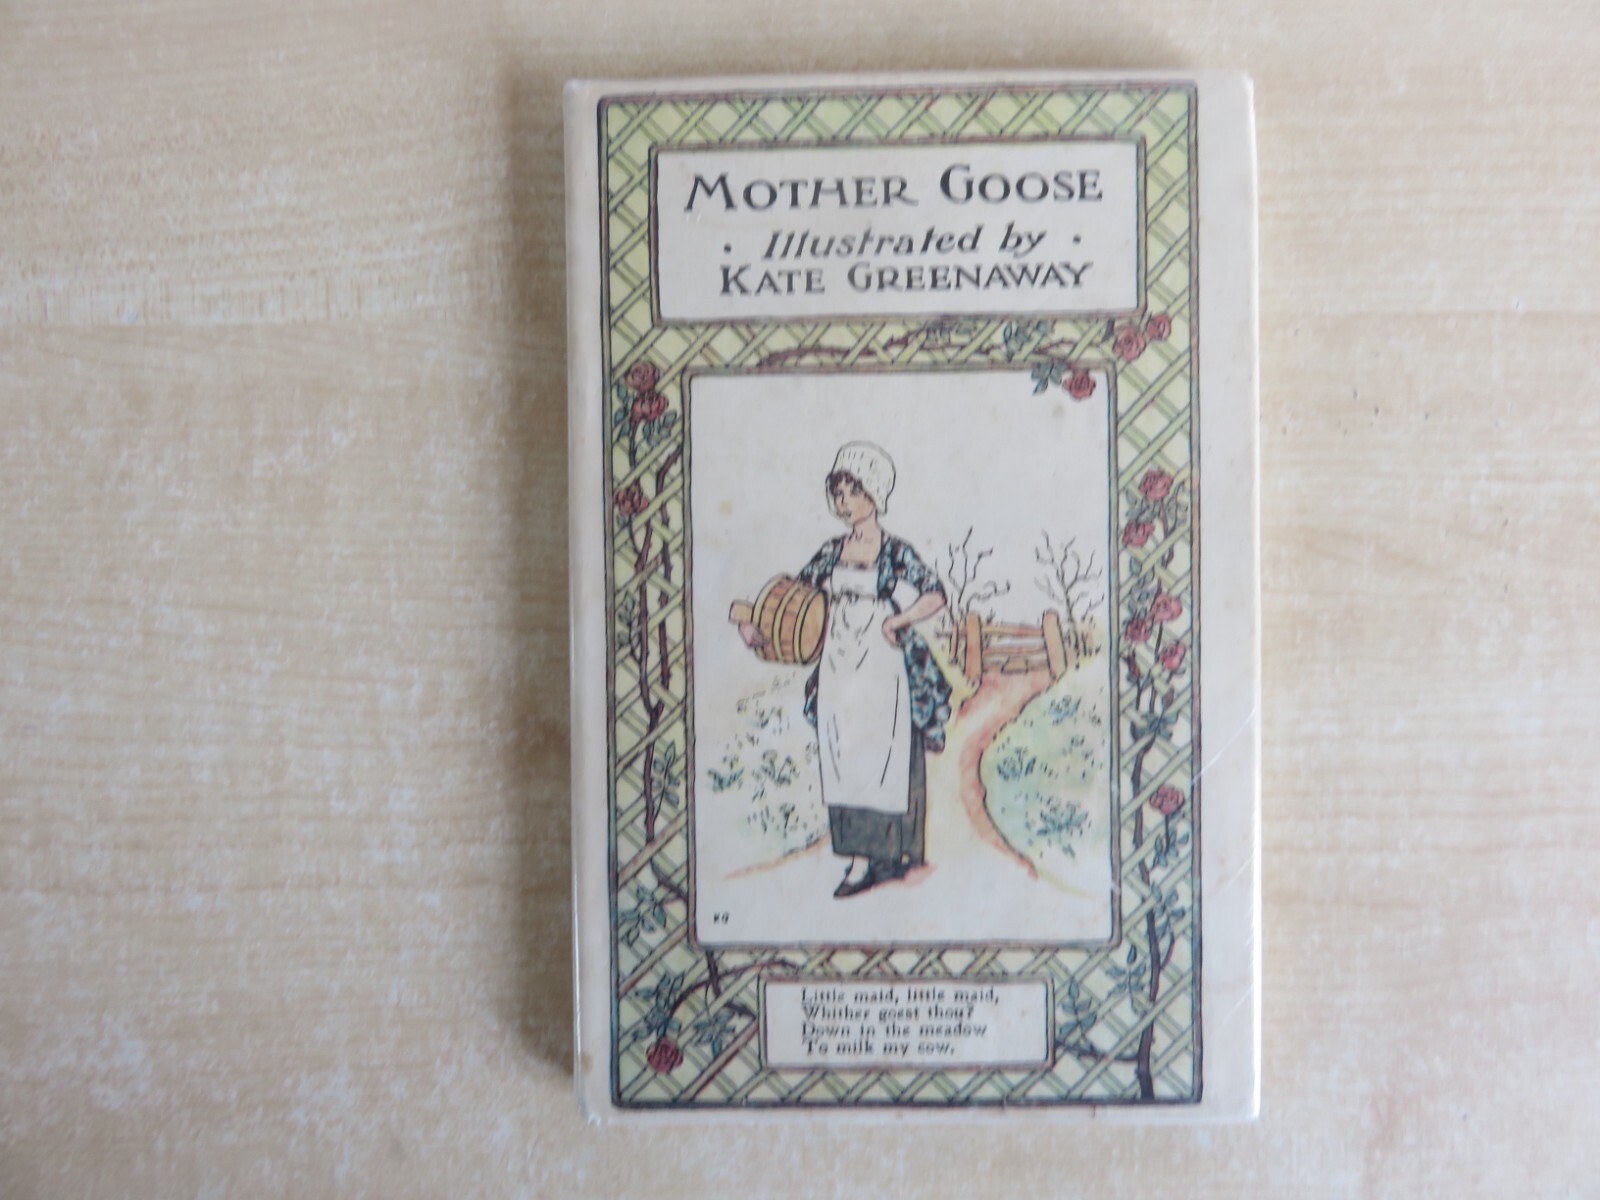 MOTHER GOOSE
· Illustrated by ·
KATE GREENAWAY
KG
Little maid, little maid,
Whither goest thou?
Down in the meadow
To milk my cow.